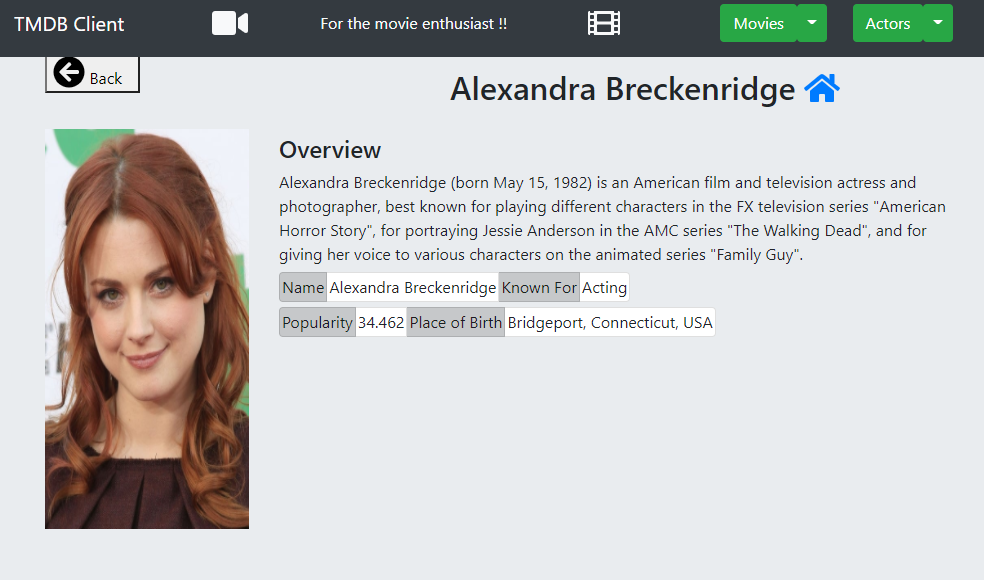 TMDB Client For the movie enthusiast !! Movies Actors
Back
Alexandra Breckenridge
Overview
Alexandra Breckenridge (born May 15, 1982) is an American film and television actress and
photographer, best known for playing different characters in the FX television series "American
Horror Story", for portraying Jessie Anderson in the AMC series "The Walking Dead", and for
giving her voice to various characters on the animated series "Family Guy".
Name Alexandra Breckenridge Known For Acting
Popularity 34.462 Place of Birth Bridgeport, Connecticut, USA